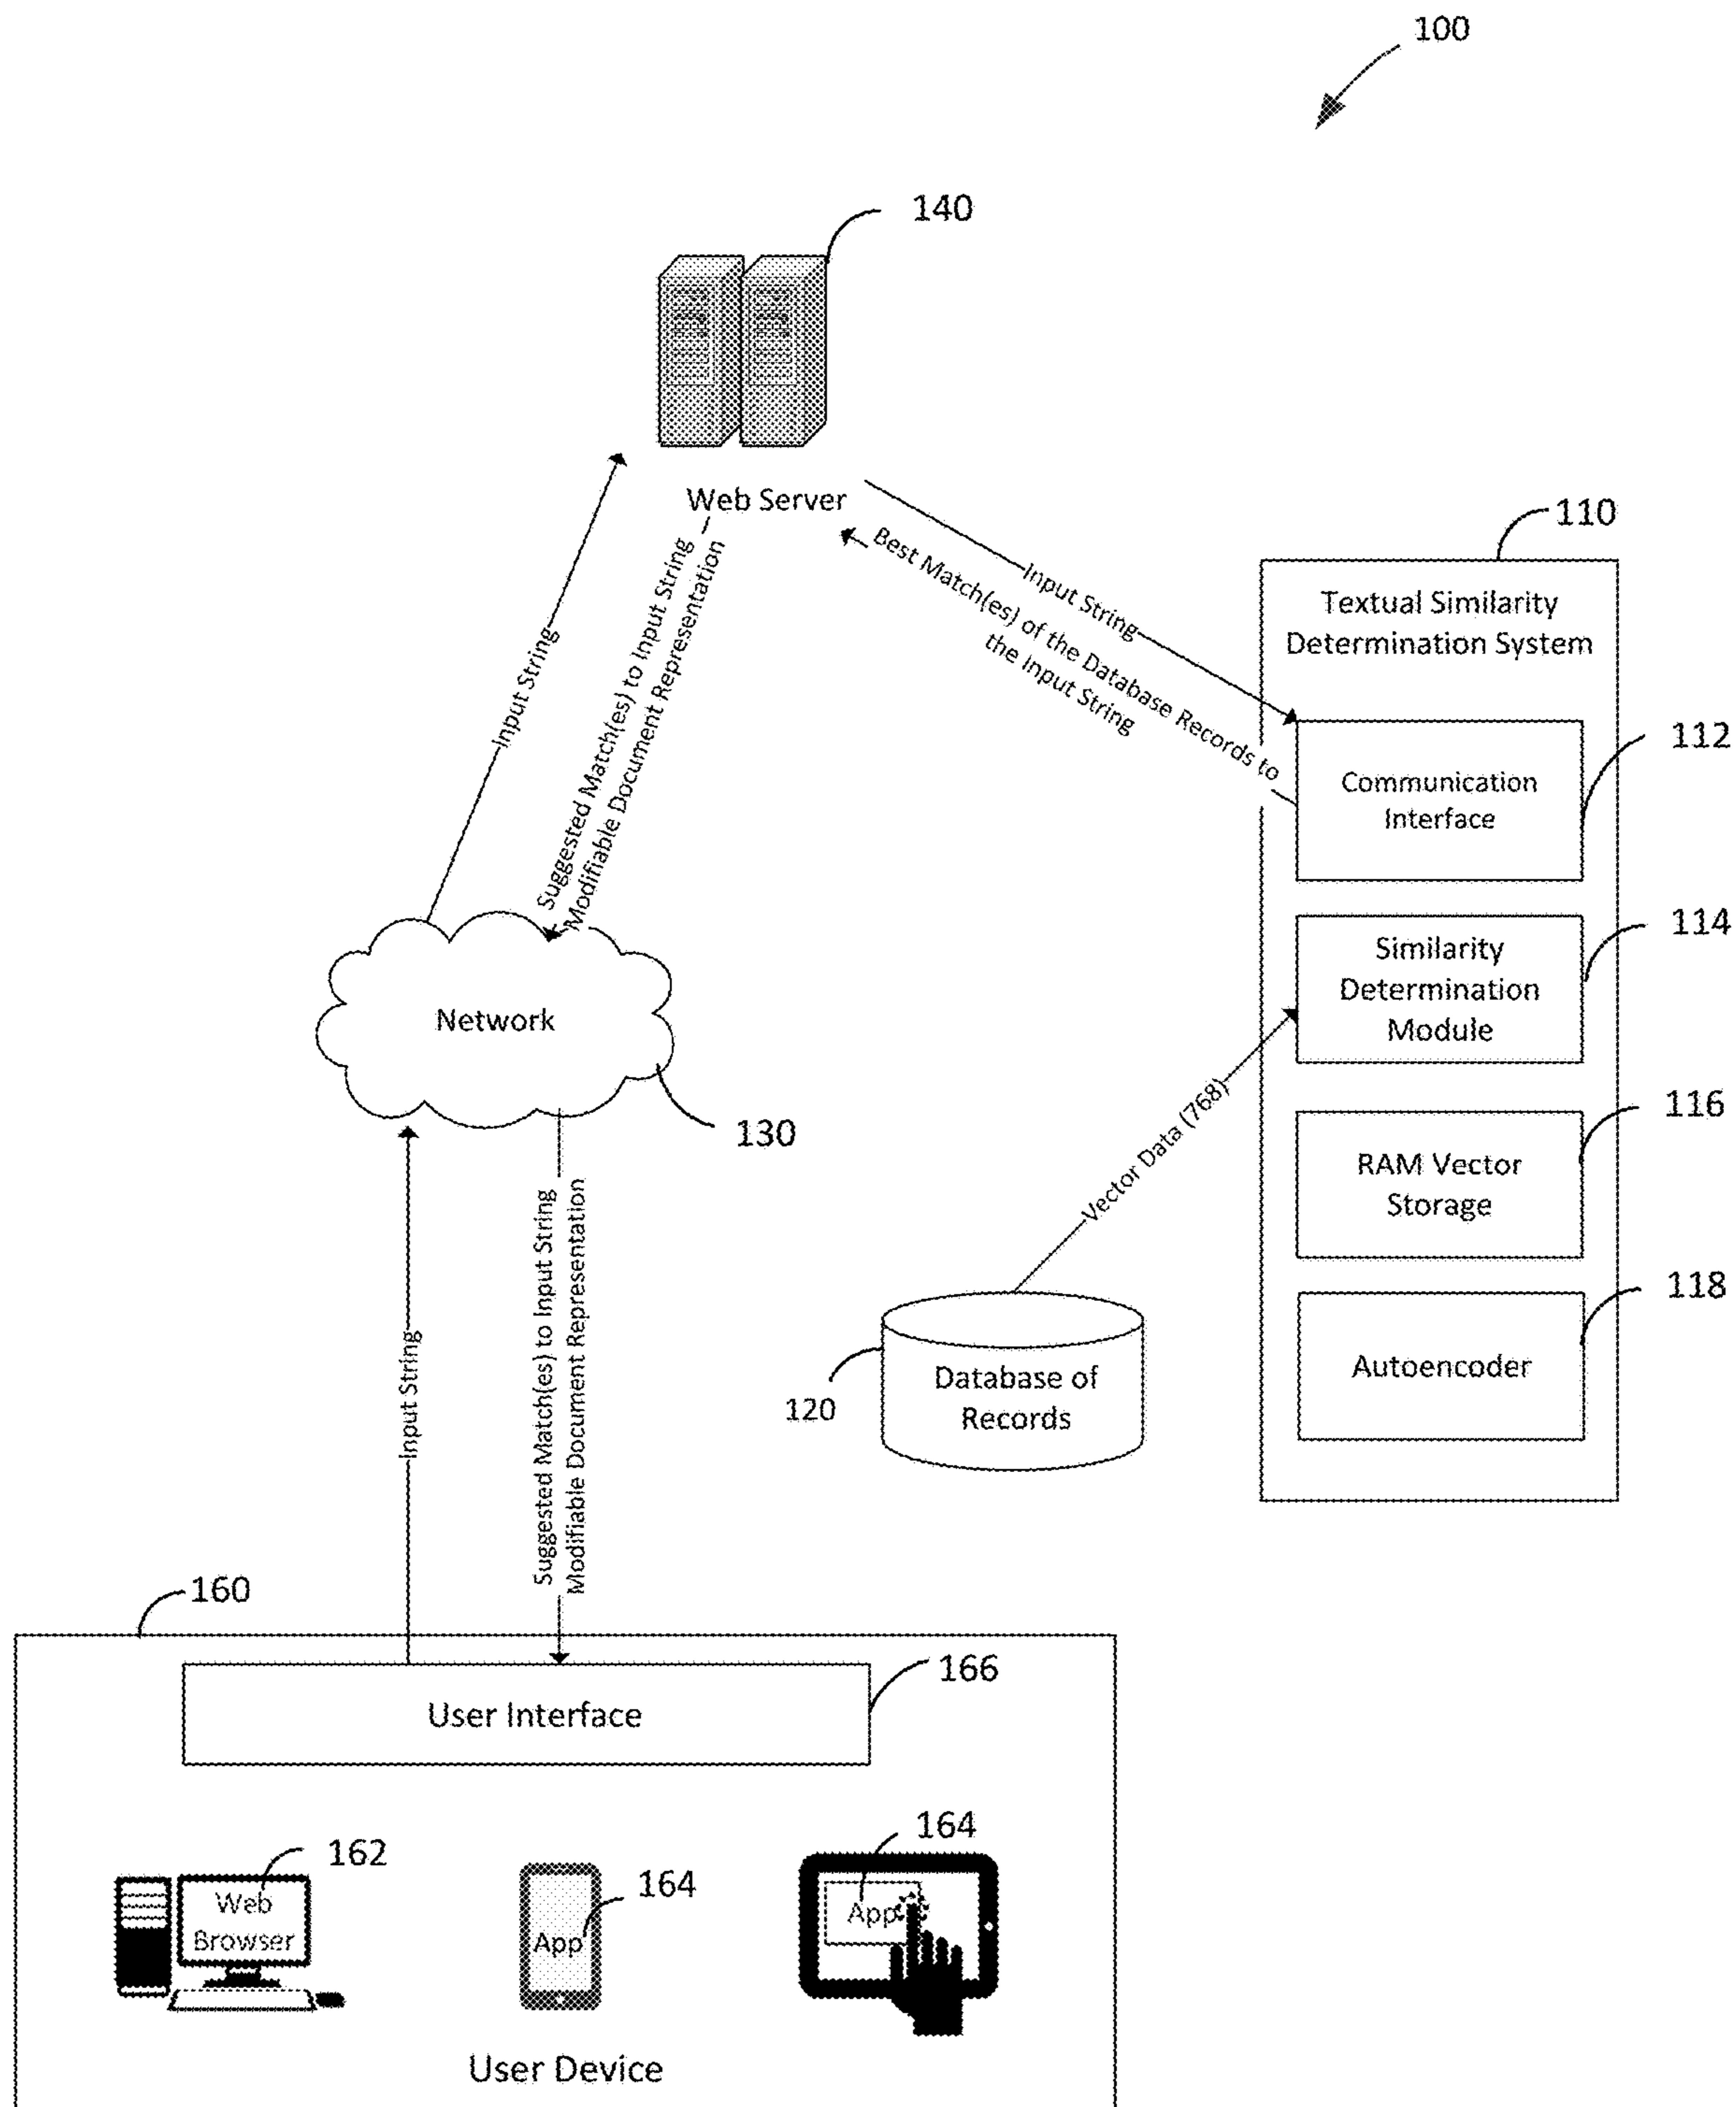 100
140
Web Server
Input String
Suggested Match(es) to Input String
Modifiable Document Representation
Input String
Best Match(es) of the Database Records to
the Input String
110
Textual Similarity
Determination System
112
Communication
Interface
114
Similarity
Determination
Module
116
RAM Vector
Storage
118
Autoencoder
Network
130
Vector Data (768)
120
Database of
Records
Input String
Suggested Match(es) to Input String
Modifiable Document Representation
160
166
User Interface
162
Web
Browser
164
App
164
App
User Device